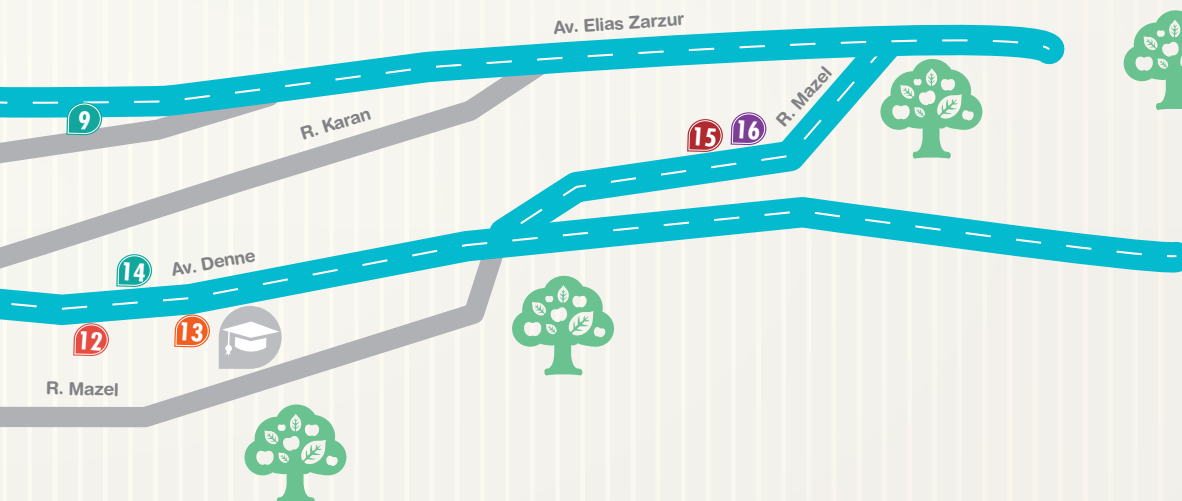 Av. Elias Zarzur
R. Mazel
9
R. Karan
15
16
14
Av. Denne
12
13
R. Mazel